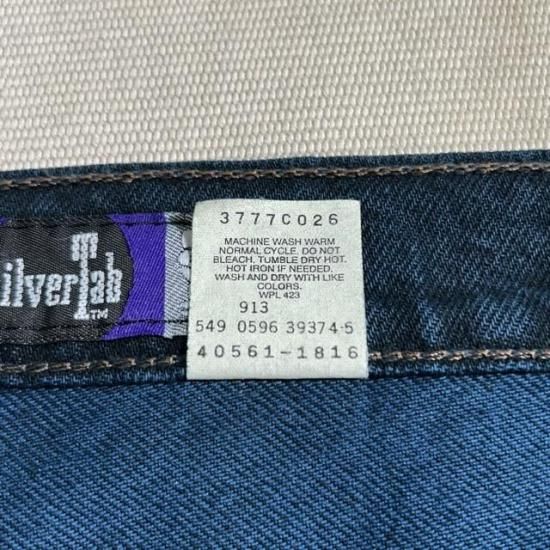 ilverTab
TM
3777C026
MACHINE WASH WARM
NORMAL CYCLE. DO NOT
BLEACH. TUMBLE DRY HOT.
HOT IRON IF NEEDED.
WASH AND DRY WITH LIKE
COLORS.
WPL 423
913
549 0596 39374-5
40561-1816